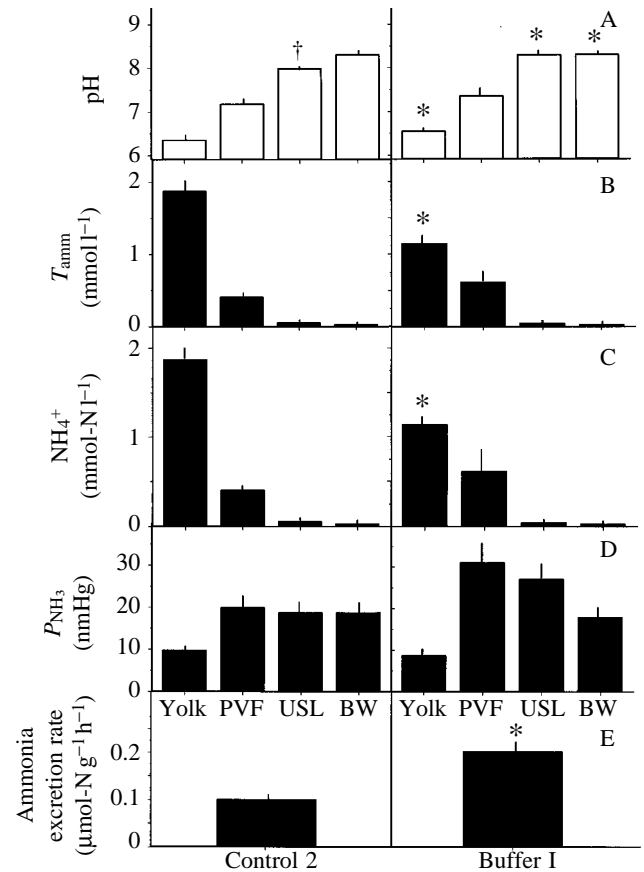 9
8
7
6
pH
†
A
*
*
*
2
1
0
T_amm
(mmol l⁻¹)
B
*
2
1
0
NH₄⁺
(mmol-N l⁻¹)
C
*
30
20
10
0
P_NH₃
(nmHg)
D
Yolk PVF USL BW
Yolk PVF USL BW
0.2
0.1
0
Ammonia
excretion rate
(μmol-N g⁻¹ h⁻¹)
E
*
Control 2
Buffer I